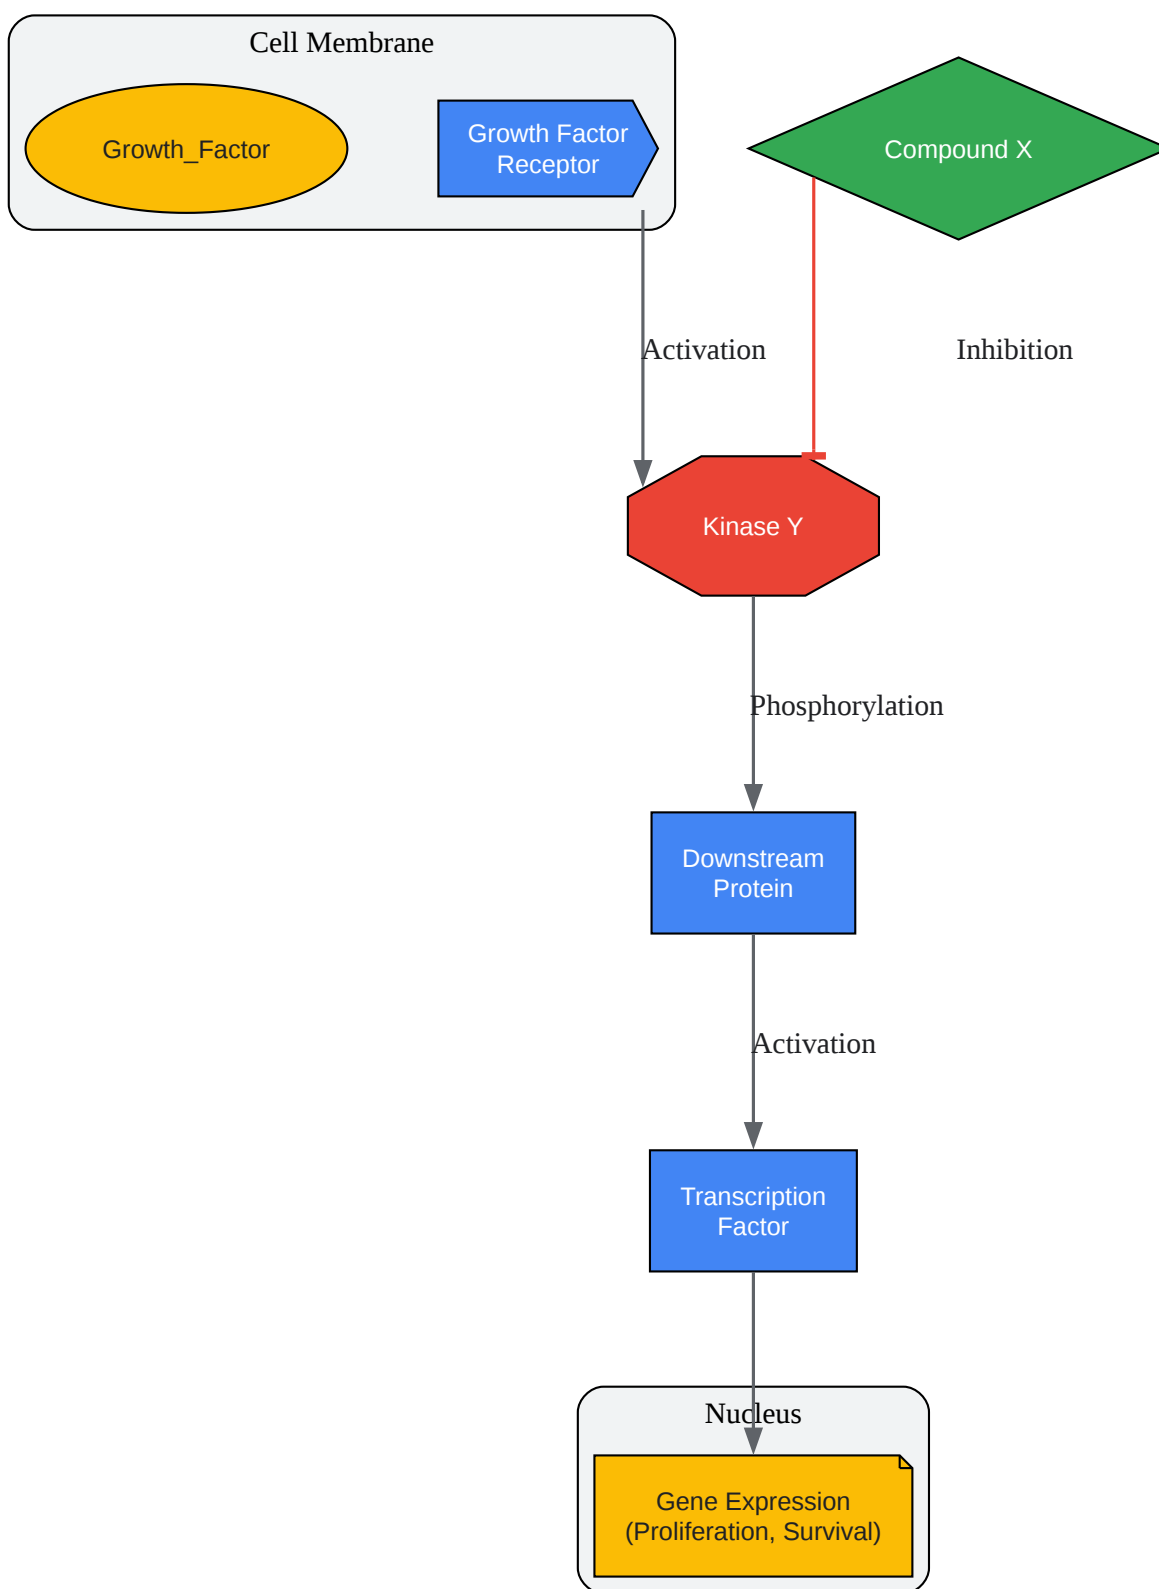 Cell Membrane
Growth_Factor
Growth Factor
Receptor
Compound X
Activation
Inhibition
Kinase Y
Phosphorylation
Downstream
Protein
Activation
Transcription
Factor
Nucleus
Gene Expression
(Proliferation, Survival)